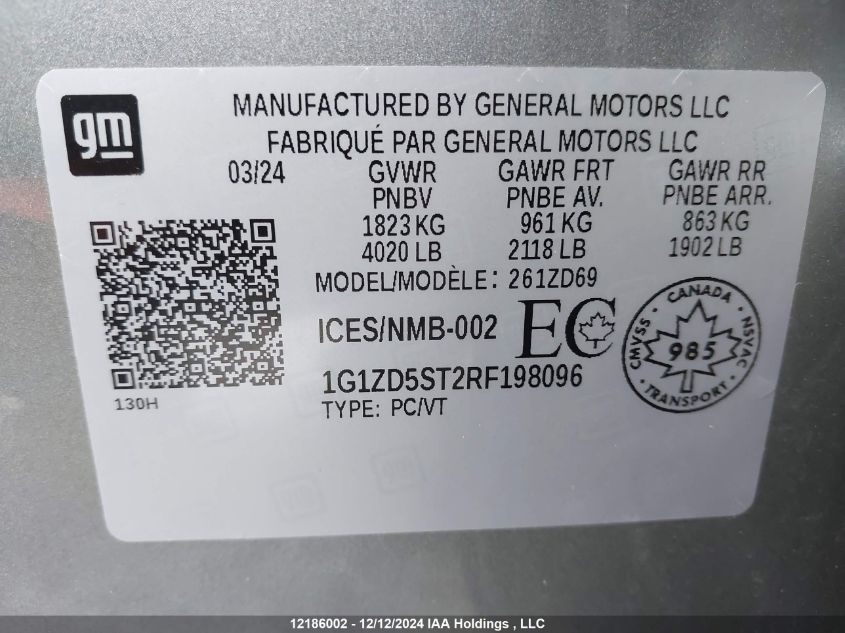 gm
MANUFACTURED BY GENERAL MOTORS LLC
FABRIQUÉ PAR GENERAL MOTORS LLC
03/24 GVWR GAWR FRT GAWR RR
PNBV PNBE AV. PNBE ARR.
1823 KG 961 KG 863 KG
4020 LB 2118 LB 1902 LB
MODEL/MODÈLE: 261ZD69
ICES/NMB-002 EC
CANADA
CMVSS 985 NSVAC
TRANSPORT
1G1ZD5ST2RF198096
130H
TYPE: PC/VT
12186002 - 12/12/2024 IAA Holdings , LLC